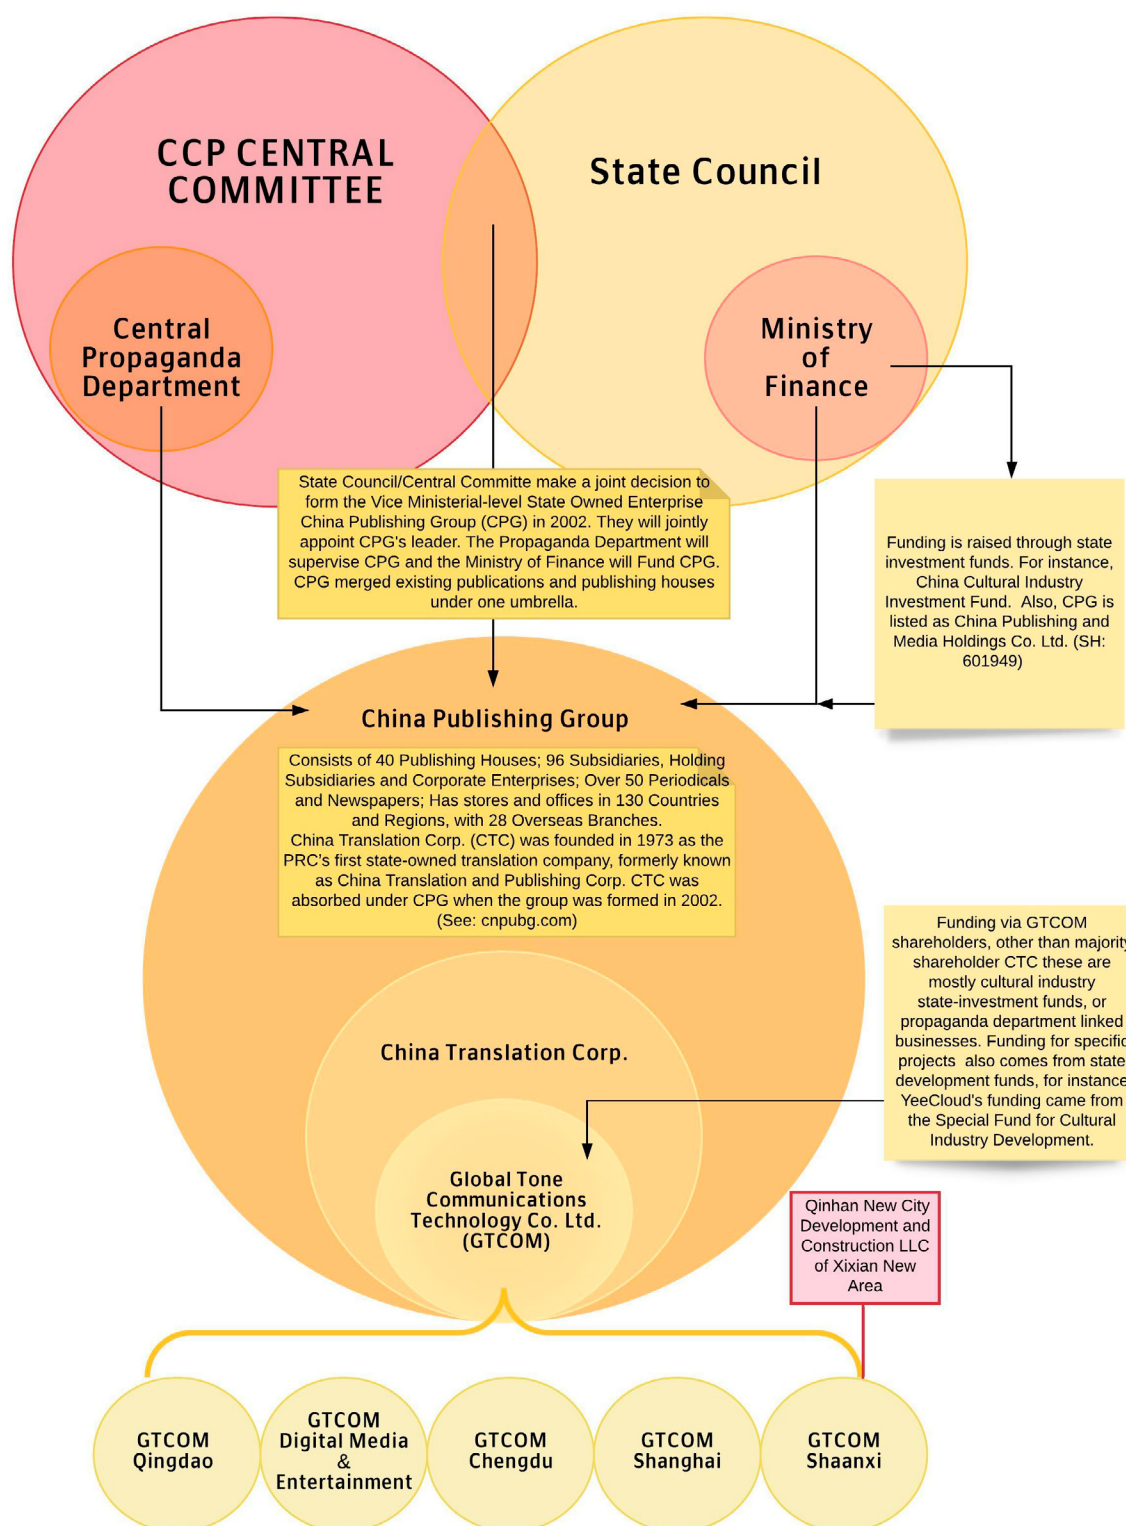 CCP CENTRAL
COMMITTEE
State Council
Central
Propaganda
Department
Ministry
of
Finance
State Council/Central Committe make a joint decision to
form the Vice Ministerial-level State Owned Enterprise
China Publishing Group (CPG) in 2002. They will jointly
appoint CPG's leader. The Propaganda Department will
supervise CPG and the Ministry of Finance will Fund CPG.
CPG merged existing publications and publishing houses
under one umbrella.
Funding is raised through state
investment funds. For instance,
China Cultural Industry
Investment Fund. Also, CPG is
listed as China Publishing and
Media Holdings Co. Ltd. (SH:
601949)
China Publishing Group
Consists of 40 Publishing Houses; 96 Subsidiaries, Holding
Subsidiaries and Corporate Enterprises; Over 50 Periodicals
and Newspapers; Has stores and offices in 130 Countries
and Regions, with 28 Overseas Branches.
China Translation Corp. (CTC) was founded in 1973 as the
PRC's first state-owned translation company, formerly known
as China Translation and Publishing Corp. CTC was
absorbed under CPG when the group was formed in 2002.
(See: cnpubg.com)
Funding via GTCOM
shareholders, other than majority
shareholder CTC these are
mostly cultural industry
state-investment funds, or
propaganda department linked
businesses. Funding for specific
projects also comes from state
development funds, for instance
YeeCloud's funding came from
the Special Fund for Cultural
Industry Development.
China Translation Corp.
Global Tone
Communications
Technology Co. Ltd.
(GTCOM)
Qinhan New City
Development and
Construction LLC
of Xixian New
Area
GTCOM
Qingdao
GTCOM
Digital Media
&
Entertainment
GTCOM
Chengdu
GTCOM
Shanghai
GTCOM
Shaanxi